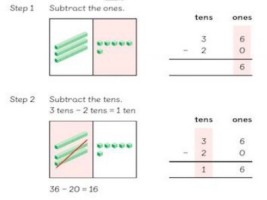 Step 1 Subtract the ones.
tens ones
3 6
- 2 0
6
Step 2 Subtract the tens.
3 tens - 2 tens = 1 ten
tens ones
3 6
- 2 0
1 6
36 - 20 = 16